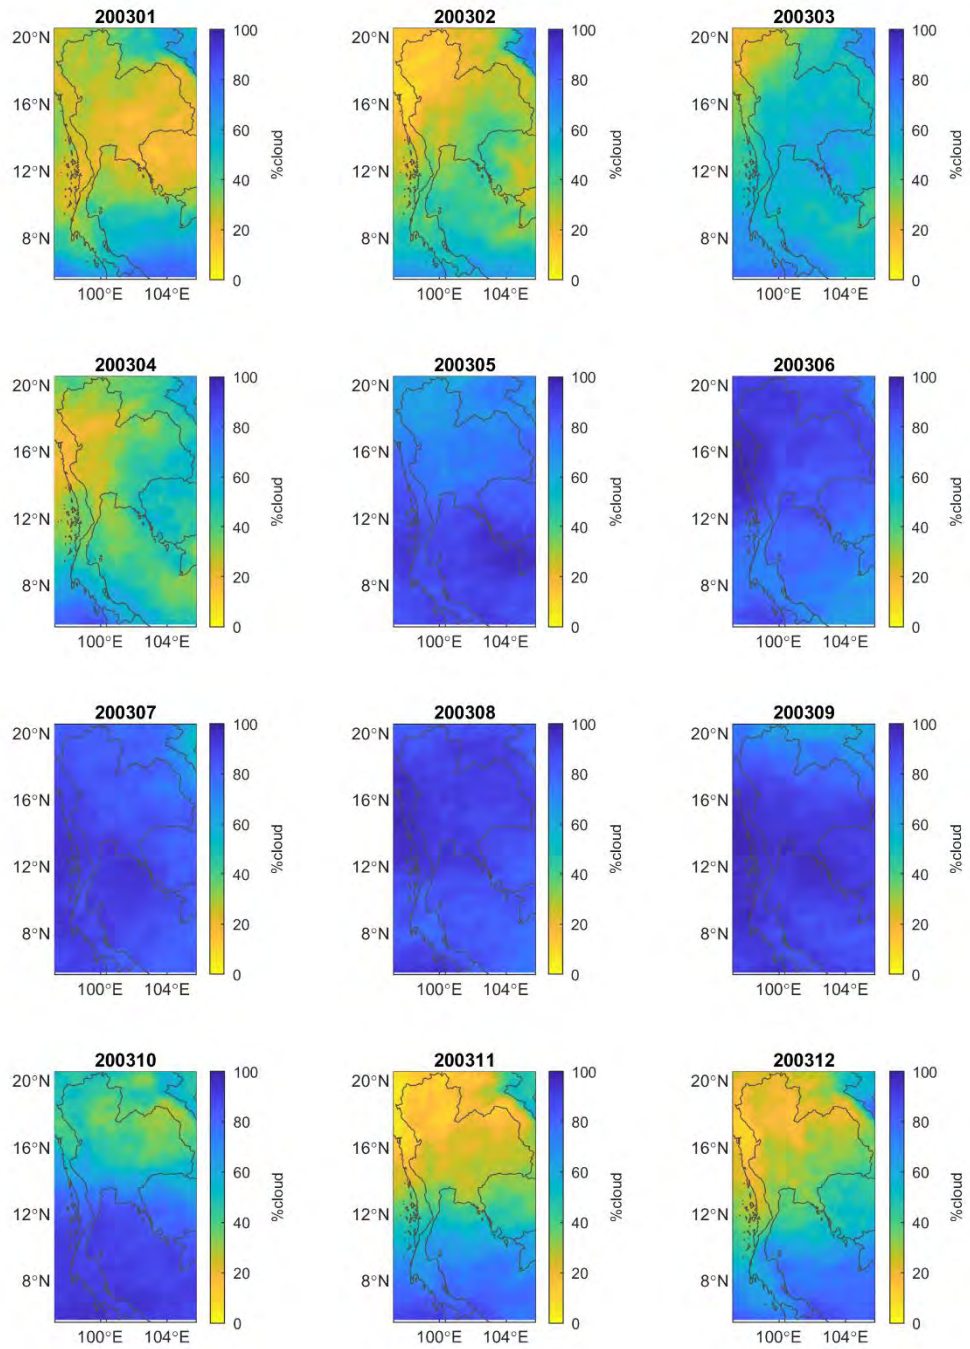 200301 200302 200303
20°N 100 20°N 100 20°N 100
80 80 80
16°N 16°N 16°N
60 %cloud 60 %cloud 60 %cloud
12°N 40 12°N 40 12°N 40
8°N 20 8°N 20 8°N 20
0 0 0
100°E 104°E 100°E 104°E 100°E 104°E
200304 200305 200306
20°N 100 20°N 100 20°N 100
80 80 80
16°N 16°N 16°N
60 %cloud 60 %cloud 60 %cloud
12°N 40 12°N 40 12°N 40
8°N 20 8°N 20 8°N 20
0 0 0
100°E 104°E 100°E 104°E 100°E 104°E
200307 200308 200309
20°N 100 20°N 100 20°N 100
80 80 80
16°N 16°N 16°N
60 %cloud 60 %cloud 60 %cloud
12°N 40 12°N 40 12°N 40
8°N 20 8°N 20 8°N 20
0 0 0
100°E 104°E 100°E 104°E 100°E 104°E
200310 200311 200312
20°N 100 20°N 100 20°N 100
80 80 80
16°N 16°N 16°N
60 %cloud 60 %cloud 60 %cloud
12°N 40 12°N 40 12°N 40
8°N 20 8°N 20 8°N 20
0 0 0
100°E 104°E 100°E 104°E 100°E 104°E